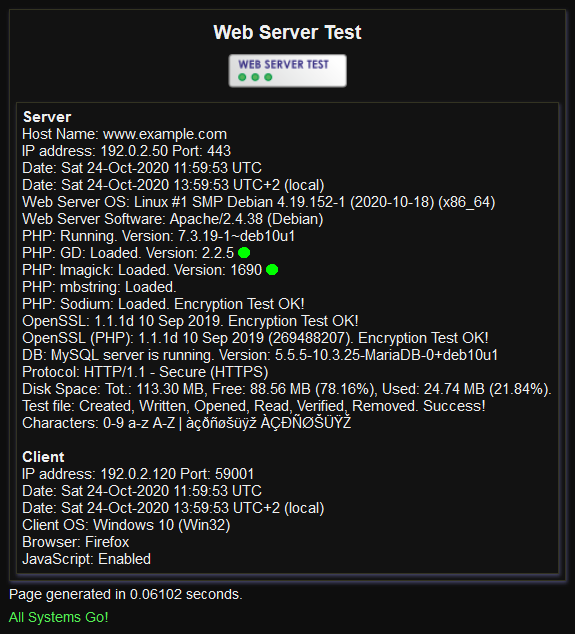 Web Server Test
WEB SERVER TEST
Server
Host Name: www.example.com
IP address: 192.0.2.50 Port: 443
Date: Sat 24-Oct-2020 11:59:53 UTC
Date: Sat 24-Oct-2020 13:59:53 UTC+2 (local)
Web Server OS: Linux #1 SMP Debian 4.19.152-1 (2020-10-18) (x86_64)
Web Server Software: Apache/2.4.38 (Debian)
PHP: Running. Version: 7.3.19-1~deb10u1
PHP: GD: Loaded. Version: 2.2.5
PHP: Imagick: Loaded. Version: 1690
PHP: mbstring: Loaded.
PHP: Sodium: Loaded. Encryption Test OK!
OpenSSL: 1.1.1d 10 Sep 2019. Encryption Test OK!
OpenSSL (PHP): 1.1.1d 10 Sep 2019 (269488207). Encryption Test OK!
DB: MySQL server is running. Version: 5.5.5-10.3.25-MariaDB-0+deb10u1
Protocol: HTTP/1.1 - Secure (HTTPS)
Disk Space: Tot.: 113.30 MB, Free: 88.56 MB (78.16%), Used: 24.74 MB (21.84%).
Test file: Created, Written, Opened, Read, Verified, Removed. Success!
Characters: 0-9 a-z A-Z | àçðñøšüÿž ÀÇÐÑØŠÜŸŽ
Client
IP address: 192.0.2.120 Port: 59001
Date: Sat 24-Oct-2020 11:59:53 UTC
Date: Sat 24-Oct-2020 13:59:53 UTC+2 (local)
Client OS: Windows 10 (Win32)
Browser: Firefox
JavaScript: Enabled
Page generated in 0.06102 seconds.
All Systems Go!